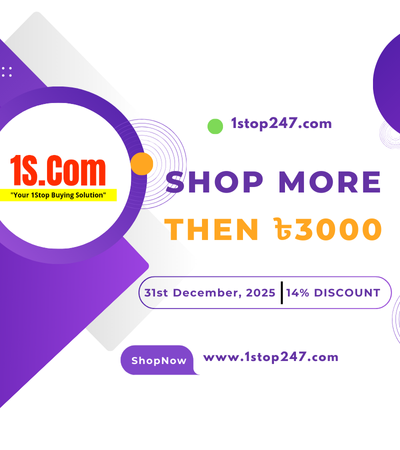 1stop247.com
1S.Com
"Your 1Stop Buying Solution"
SHOP MORE
THEN ৳3000
31st December, 2025 | 14% DISCOUNT
ShopNow
www.1stop247.com